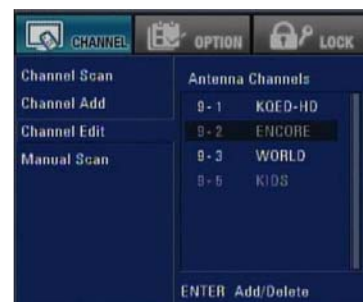 CHANNEL OPTION LOCK
Channel Scan
Channel Add
Channel Edit
Manual Scan
Antenna Channels
9-1 KQED-HD
9-2 ENCORE
9-3 WORLD
9-5 KIDS
ENTER Add/Delete